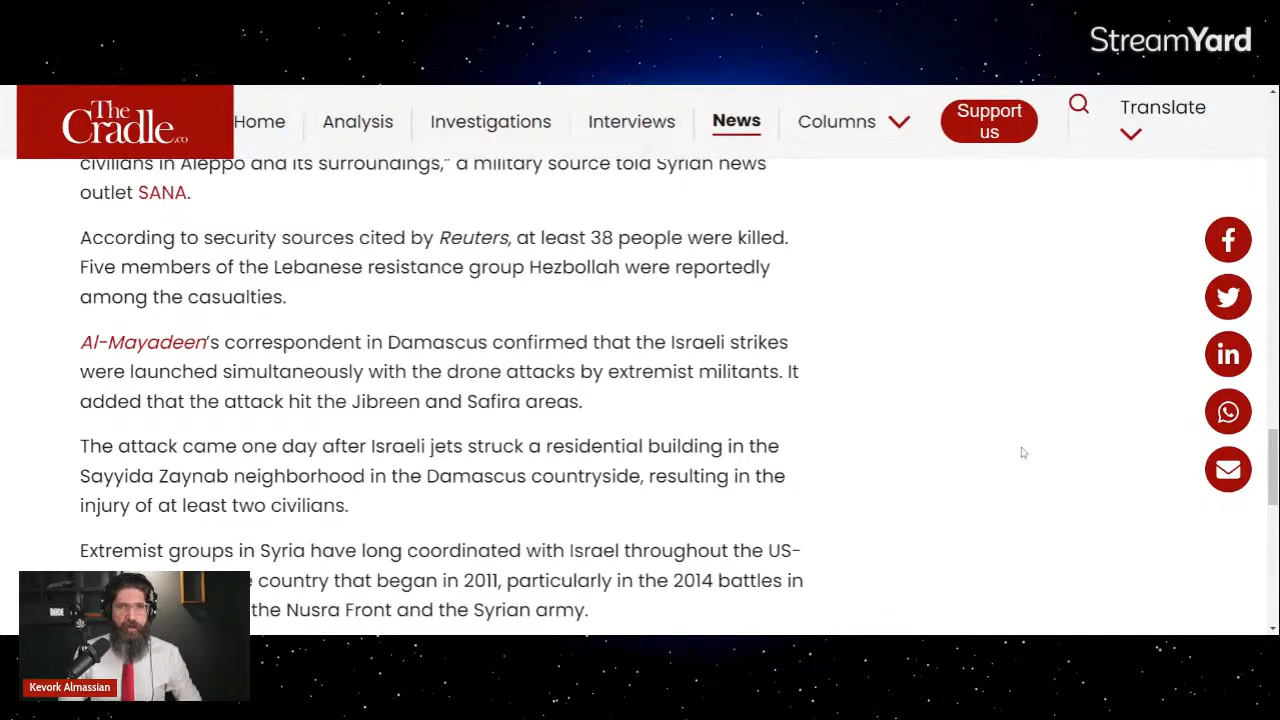 StreamYard
The
Cradle.co
Home
Analysis
Investigations
Interviews
News
Columns
Support
us
Translate
civilians in Aleppo and its surroundings,” a military source told Syrian news
outlet SANA.
According to security sources cited by Reuters, at least 38 people were killed.
Five members of the Lebanese resistance group Hezbollah were reportedly
among the casualties.
Al-Mayadeen’s correspondent in Damascus confirmed that the Israeli strikes
were launched simultaneously with the drone attacks by extremist militants. It
added that the attack hit the Jibreen and Safira areas.
The attack came one day after Israeli jets struck a residential building in the
Sayyida Zaynab neighborhood in the Damascus countryside, resulting in the
injury of at least two civilians.
Extremist groups in Syria have long coordinated with Israel throughout the US-
country that began in 2011, particularly in the 2014 battles in
the Nusra Front and the Syrian army.
Kevork Almassian